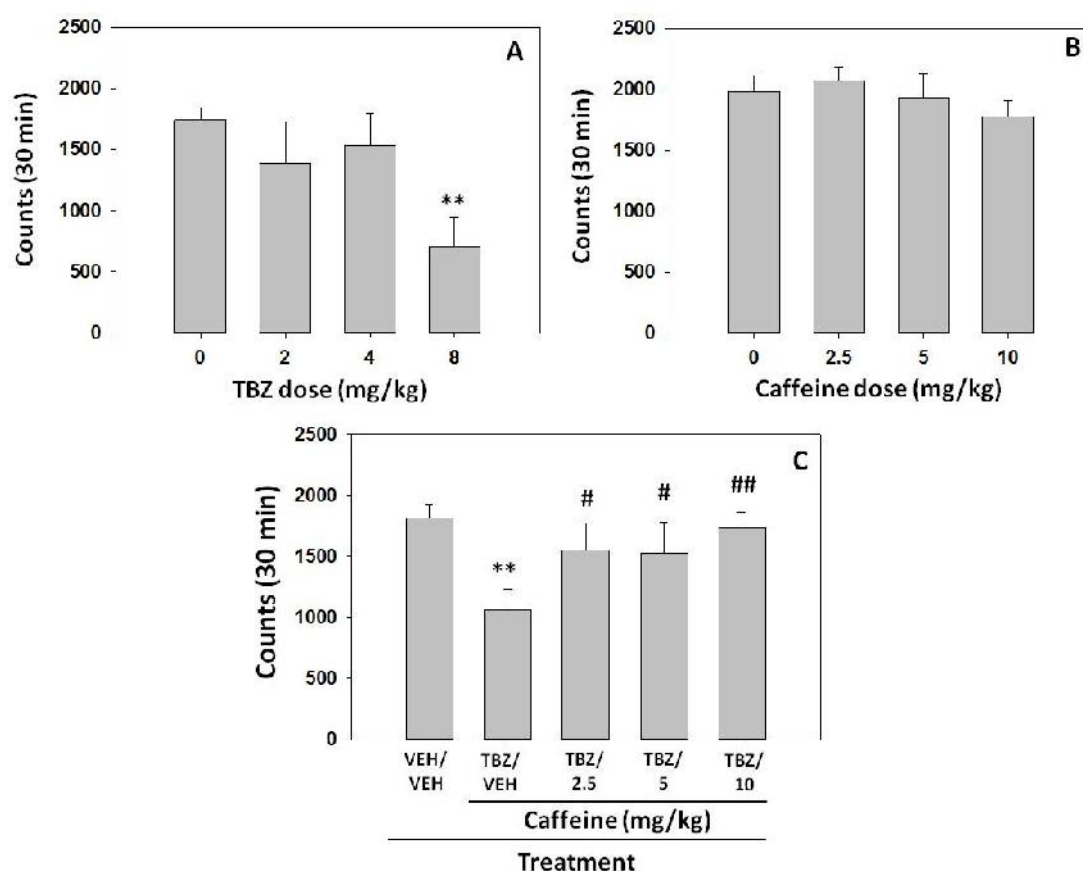 A
Counts (30 min)
2500
2000
1500
1000
500
0
**
0 2 4 8
TBZ dose (mg/kg)
B
Counts (30 min)
2500
2000
1500
1000
500
0
0 2.5 5 10
Caffeine dose (mg/kg)
C
Counts (30 min)
2500
2000
1500
1000
500
0
** # # ##
VEH/ TBZ/ TBZ/ TBZ/ TBZ/
VEH VEH 2.5 5 10
Caffeine (mg/kg)
Treatment